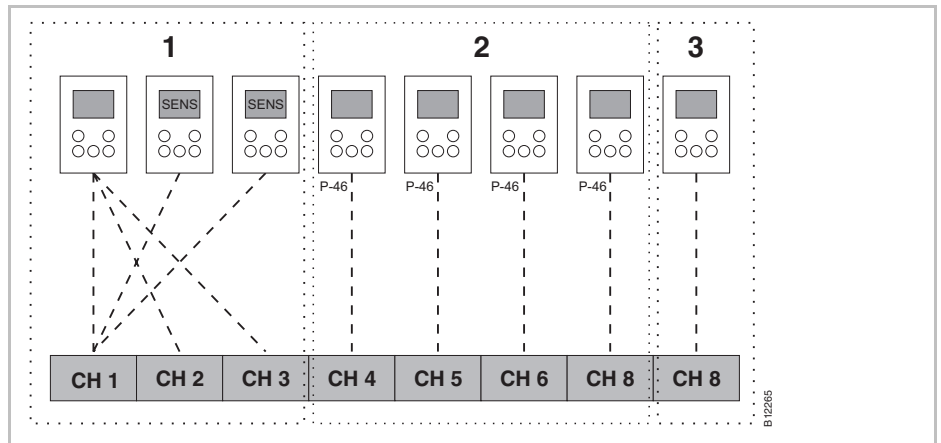 1 2 3
SENS SENS
P-46 P-46 P-46 P-46
CH 1 CH 2 CH 3 CH 4 CH 5 CH 6 CH 8 CH 8
B12265